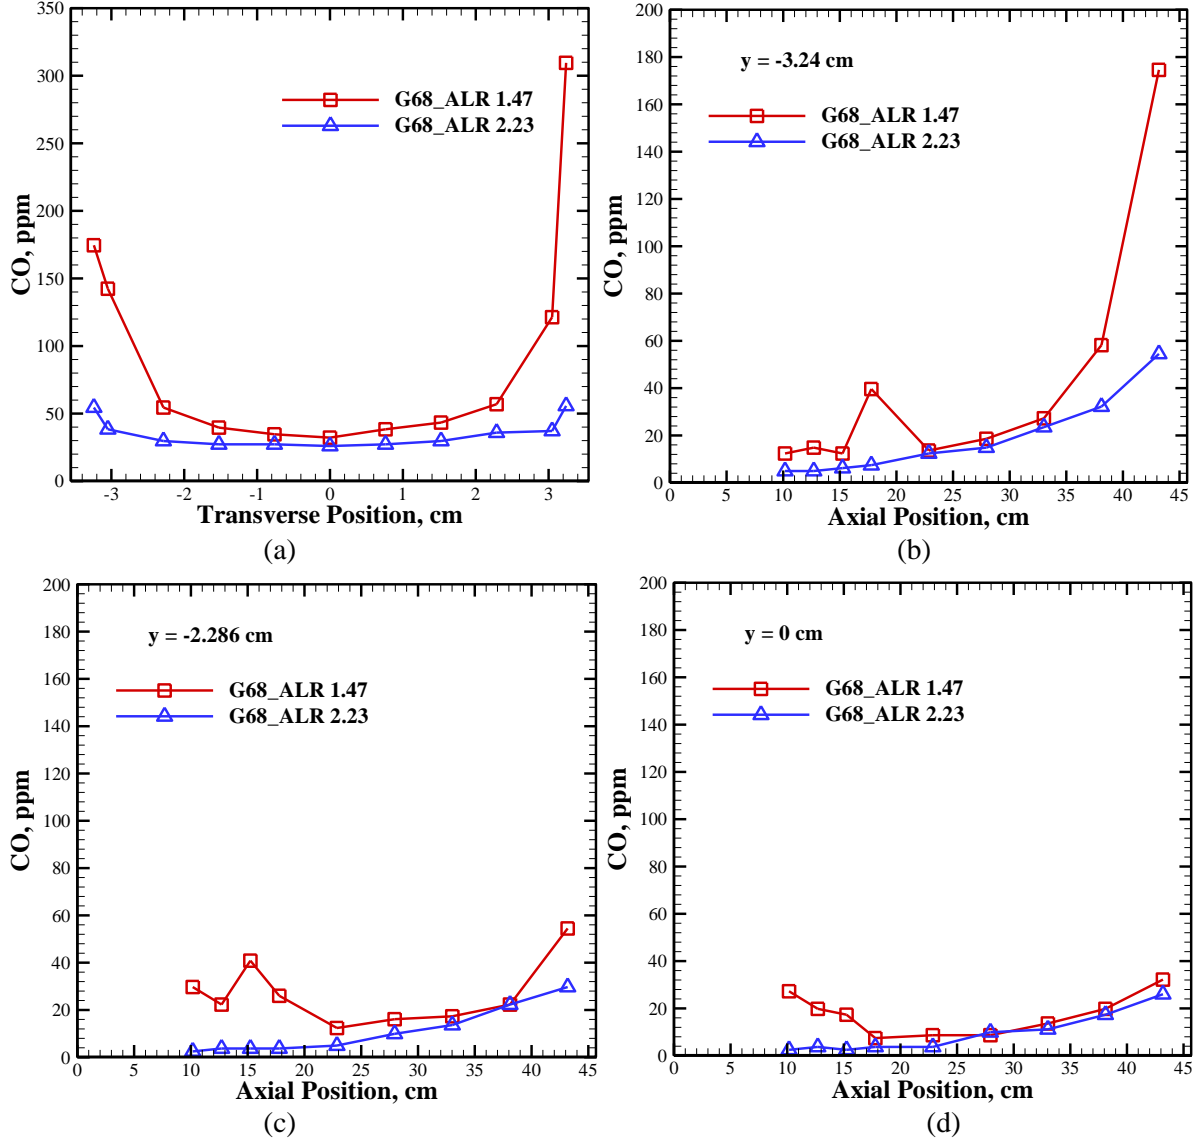 350
300
250
200
150
100
50
0
CO, ppm
G68_ALR 1.47
G68_ALR 2.23
-3 -2 -1 0 1 2 3
Transverse Position, cm
(a)
200
180
160
140
120
100
80
60
40
20
0
CO, ppm
y = -3.24 cm
G68_ALR 1.47
G68_ALR 2.23
0 5 10 15 20 25 30 35 40 45
Axial Position, cm
(b)
200
180
160
140
120
100
80
60
40
20
0
CO, ppm
y = -2.286 cm
G68_ALR 1.47
G68_ALR 2.23
0 5 10 15 20 25 30 35 40 45
Axial Position, cm
(c)
200
180
160
140
120
100
80
60
40
20
0
CO, ppm
y = 0 cm
G68_ALR 1.47
G68_ALR 2.23
0 5 10 15 20 25 30 35 40 45
Axial Position, cm
(d)